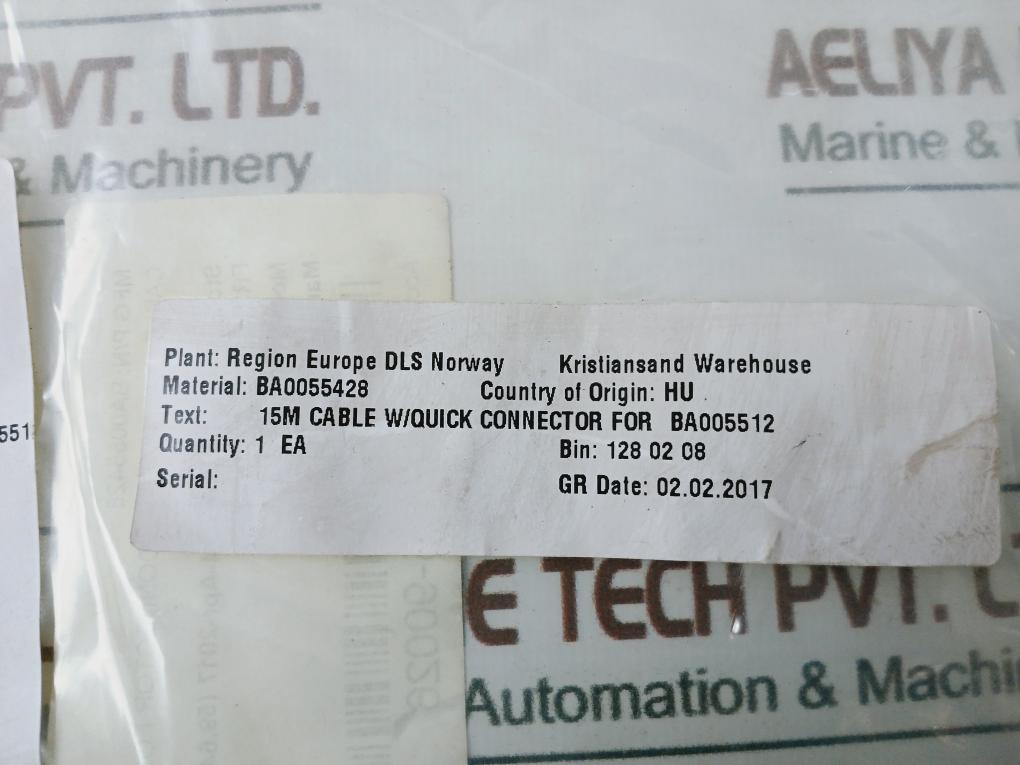 PVT. LTD.
& Machinery
AELIYA
Marine &
Plant: Region Europe DLS Norway Kristiansand Warehouse
Material: BA0055428 Country of Origin: HU
Text: 15M CABLE W/QUICK CONNECTOR FOR BA005512
Quantity: 1 EA Bin: 128 02 08
Serial: GR Date: 02.02.2017
551
E TECH PVT. L
Automation & Machi